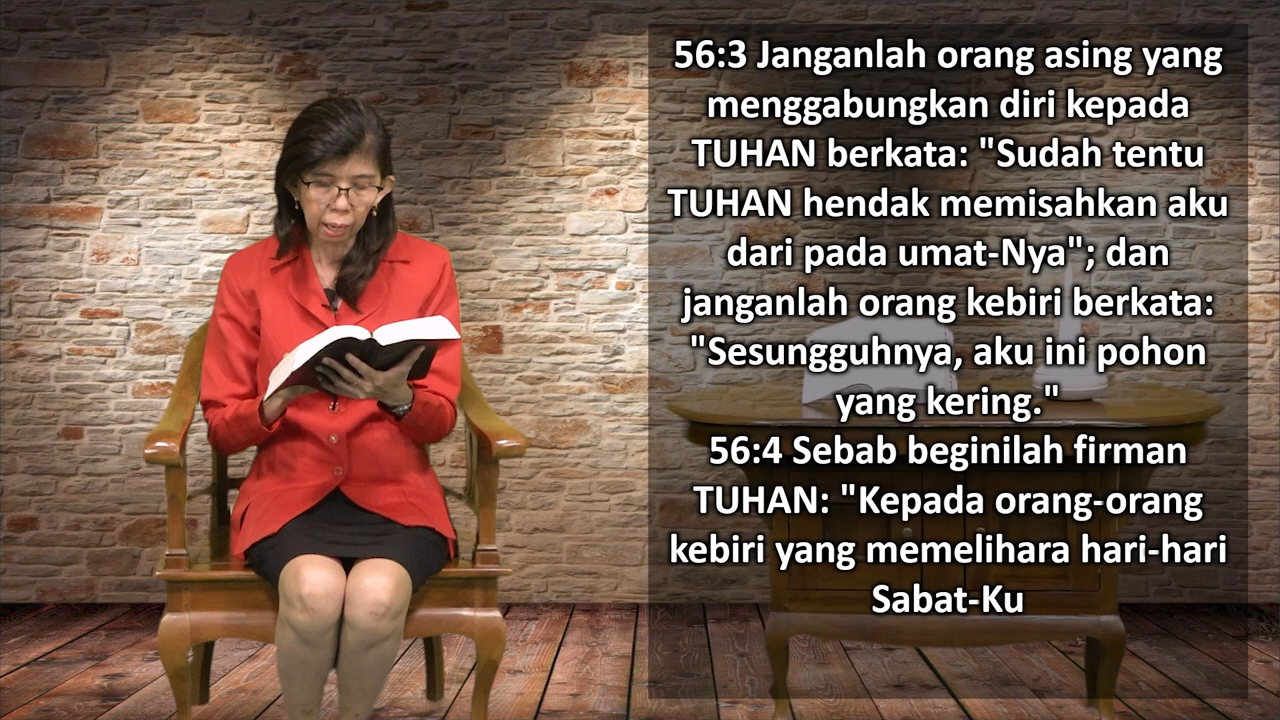 56:3 Janganlah orang asing yang
menggabungkan diri kepada
TUHAN berkata: "Sudah tentu
TUHAN hendak memisahkan aku
dari pada umat-Nya"; dan
janganlah orang kebiri berkata:
"Sesungguhnya, aku ini pohon
yang kering."
56:4 Sebab beginilah firman
TUHAN: "Kepada orang-orang
kebiri yang memelihara hari-hari
Sabat-Ku